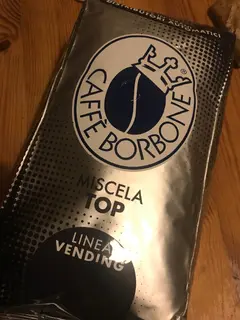 DISTRIBUTORI AUTOMATICI
CAFFÈ BORBONE
MISCELA
TOP
LINEA
VENDING